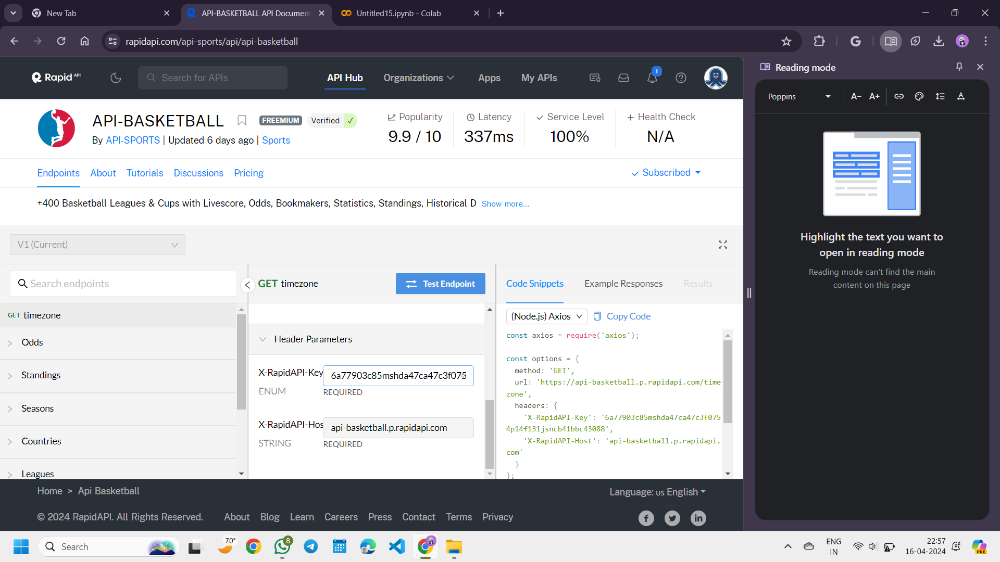 New Tab
API-BASKETBALL API Document
Untitled15.ipynb - Colab
rapidapi.com/api-sports/api/api-basketball
Rapid API
Search for APIs
API Hub
Organizations
Apps
My APIs
1
Reading mode
Poppins
A-
A+
API-BASKETBALL
FREEMIUM
Verified ✓
By API-SPORTS | Updated 6 days ago | Sports
Popularity
9.9 / 10
Latency
337ms
Service Level
100%
Health Check
N/A
Endpoints
About
Tutorials
Discussions
Pricing
Subscribed
+400 Basketball Leagues & Cups with Livescore, Odds, Bookmakers, Statistics, Standings, Historical D Show more...
V1 (Current)
Search endpoints
GET timezone
Odds
Standings
Seasons
Countries
Leagues
GET timezone
Test Endpoint
Header Parameters
X-RapidAPI-Key
6a77903c85mshda47ca47c3f075
ENUM
REQUIRED
X-RapidAPI-Hos
api-basketball.p.rapidapi.com
STRING
REQUIRED
Code Snippets
Example Responses
Results
(Node.js) Axios
Copy Code
const axios = require('axios');
const options = {
method: 'GET',
url: 'https://api-basketball.p.rapidapi.com/time
zone',
headers: {
'X-RapidAPI-Key': '6a77903c85mshda47ca47c3f075
4p14f131jsncb41bbc43088',
'X-RapidAPI-Host': 'api-basketball.p.rapidapi.
com'
}
};
Highlight the text you want to
open in reading mode
Reading mode can't find the main
content on this page
Home > Api Basketball
Language: us English
© 2024 RapidAPI. All Rights Reserved.
About
Blog
Learn
Careers
Press
Contact
Terms
Privacy
Search
70°
8
ENG
IN
22:57
16-04-2024
PRE